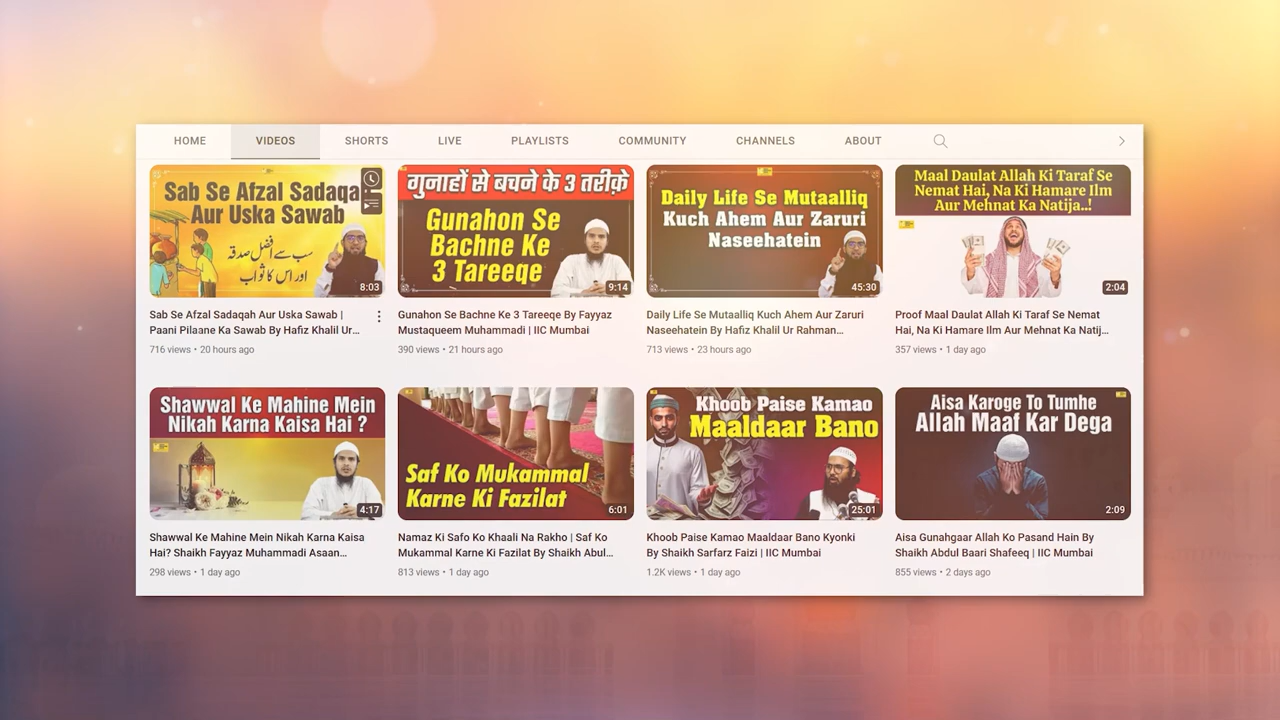 HOME VIDEOS SHORTS LIVE PLAYLISTS COMMUNITY CHANNELS ABOUT
Sab Se Afzal Sadaqa
Aur Uska Sawab
سب سے افضل صدقہ
اور اس کا ثواب
8:03
Sab Se Afzal Sadaqah Aur Uska Sawab |
Paani Pilaane Ka Sawab By Hafiz Khalil Ur...
716 views • 20 hours ago
गुनाहों से बचने के 3 तरीक़े
Gunahon Se
Bachne Ke
3 Tareeqe
9:14
Gunahon Se Bachne Ke 3 Tareeqe By Fayyaz
Mustaqueem Muhammadi | IIC Mumbai
390 views • 21 hours ago
Daily Life Se Mutaalliq
Kuch Ahem Aur Zaruri
Naseehatein
45:30
Daily Life Se Mutaalliq Kuch Ahem Aur Zaruri
Naseehatein By Hafiz Khalil Ur Rahman...
713 views • 23 hours ago
Maal Daulat Allah Ki Taraf Se
Nemat Hai, Na Ki Hamare Ilm
Aur Mehnat Ka Natija..!
2:04
Proof Maal Daulat Allah Ki Taraf Se Nemat
Hai, Na Ki Hamare Ilm Aur Mehnat Ka Natij...
357 views • 1 day ago
Shawwal Ke Mahine Mein
Nikah Karna Kaisa Hai ?
4:17
Shawwal Ke Mahine Mein Nikah Karna Kaisa
Hai? Shaikh Fayyaz Muhammadi Asaan...
298 views • 1 day ago
Saf Ko Mukammal
Karne Ki Fazilat
6:01
Namaz Ki Safo Ko Khaali Na Rakho | Saf Ko
Mukammal Karne Ki Fazilat By Shaikh Abul...
813 views • 1 day ago
Khoob Paise Kamao
Maaldaar Bano
25:01
Khoob Paise Kamao Maaldaar Bano Kyonki
By Shaikh Sarfarz Faizi | IIC Mumbai
1.2K views • 1 day ago
Aisa Karoge To Tumhe
Allah Maaf Kar Dega
2:09
Aisa Gunahgaar Allah Ko Pasand Hain By
Shaikh Abdul Baari Shafeeq | IIC Mumbai
855 views • 2 days ago